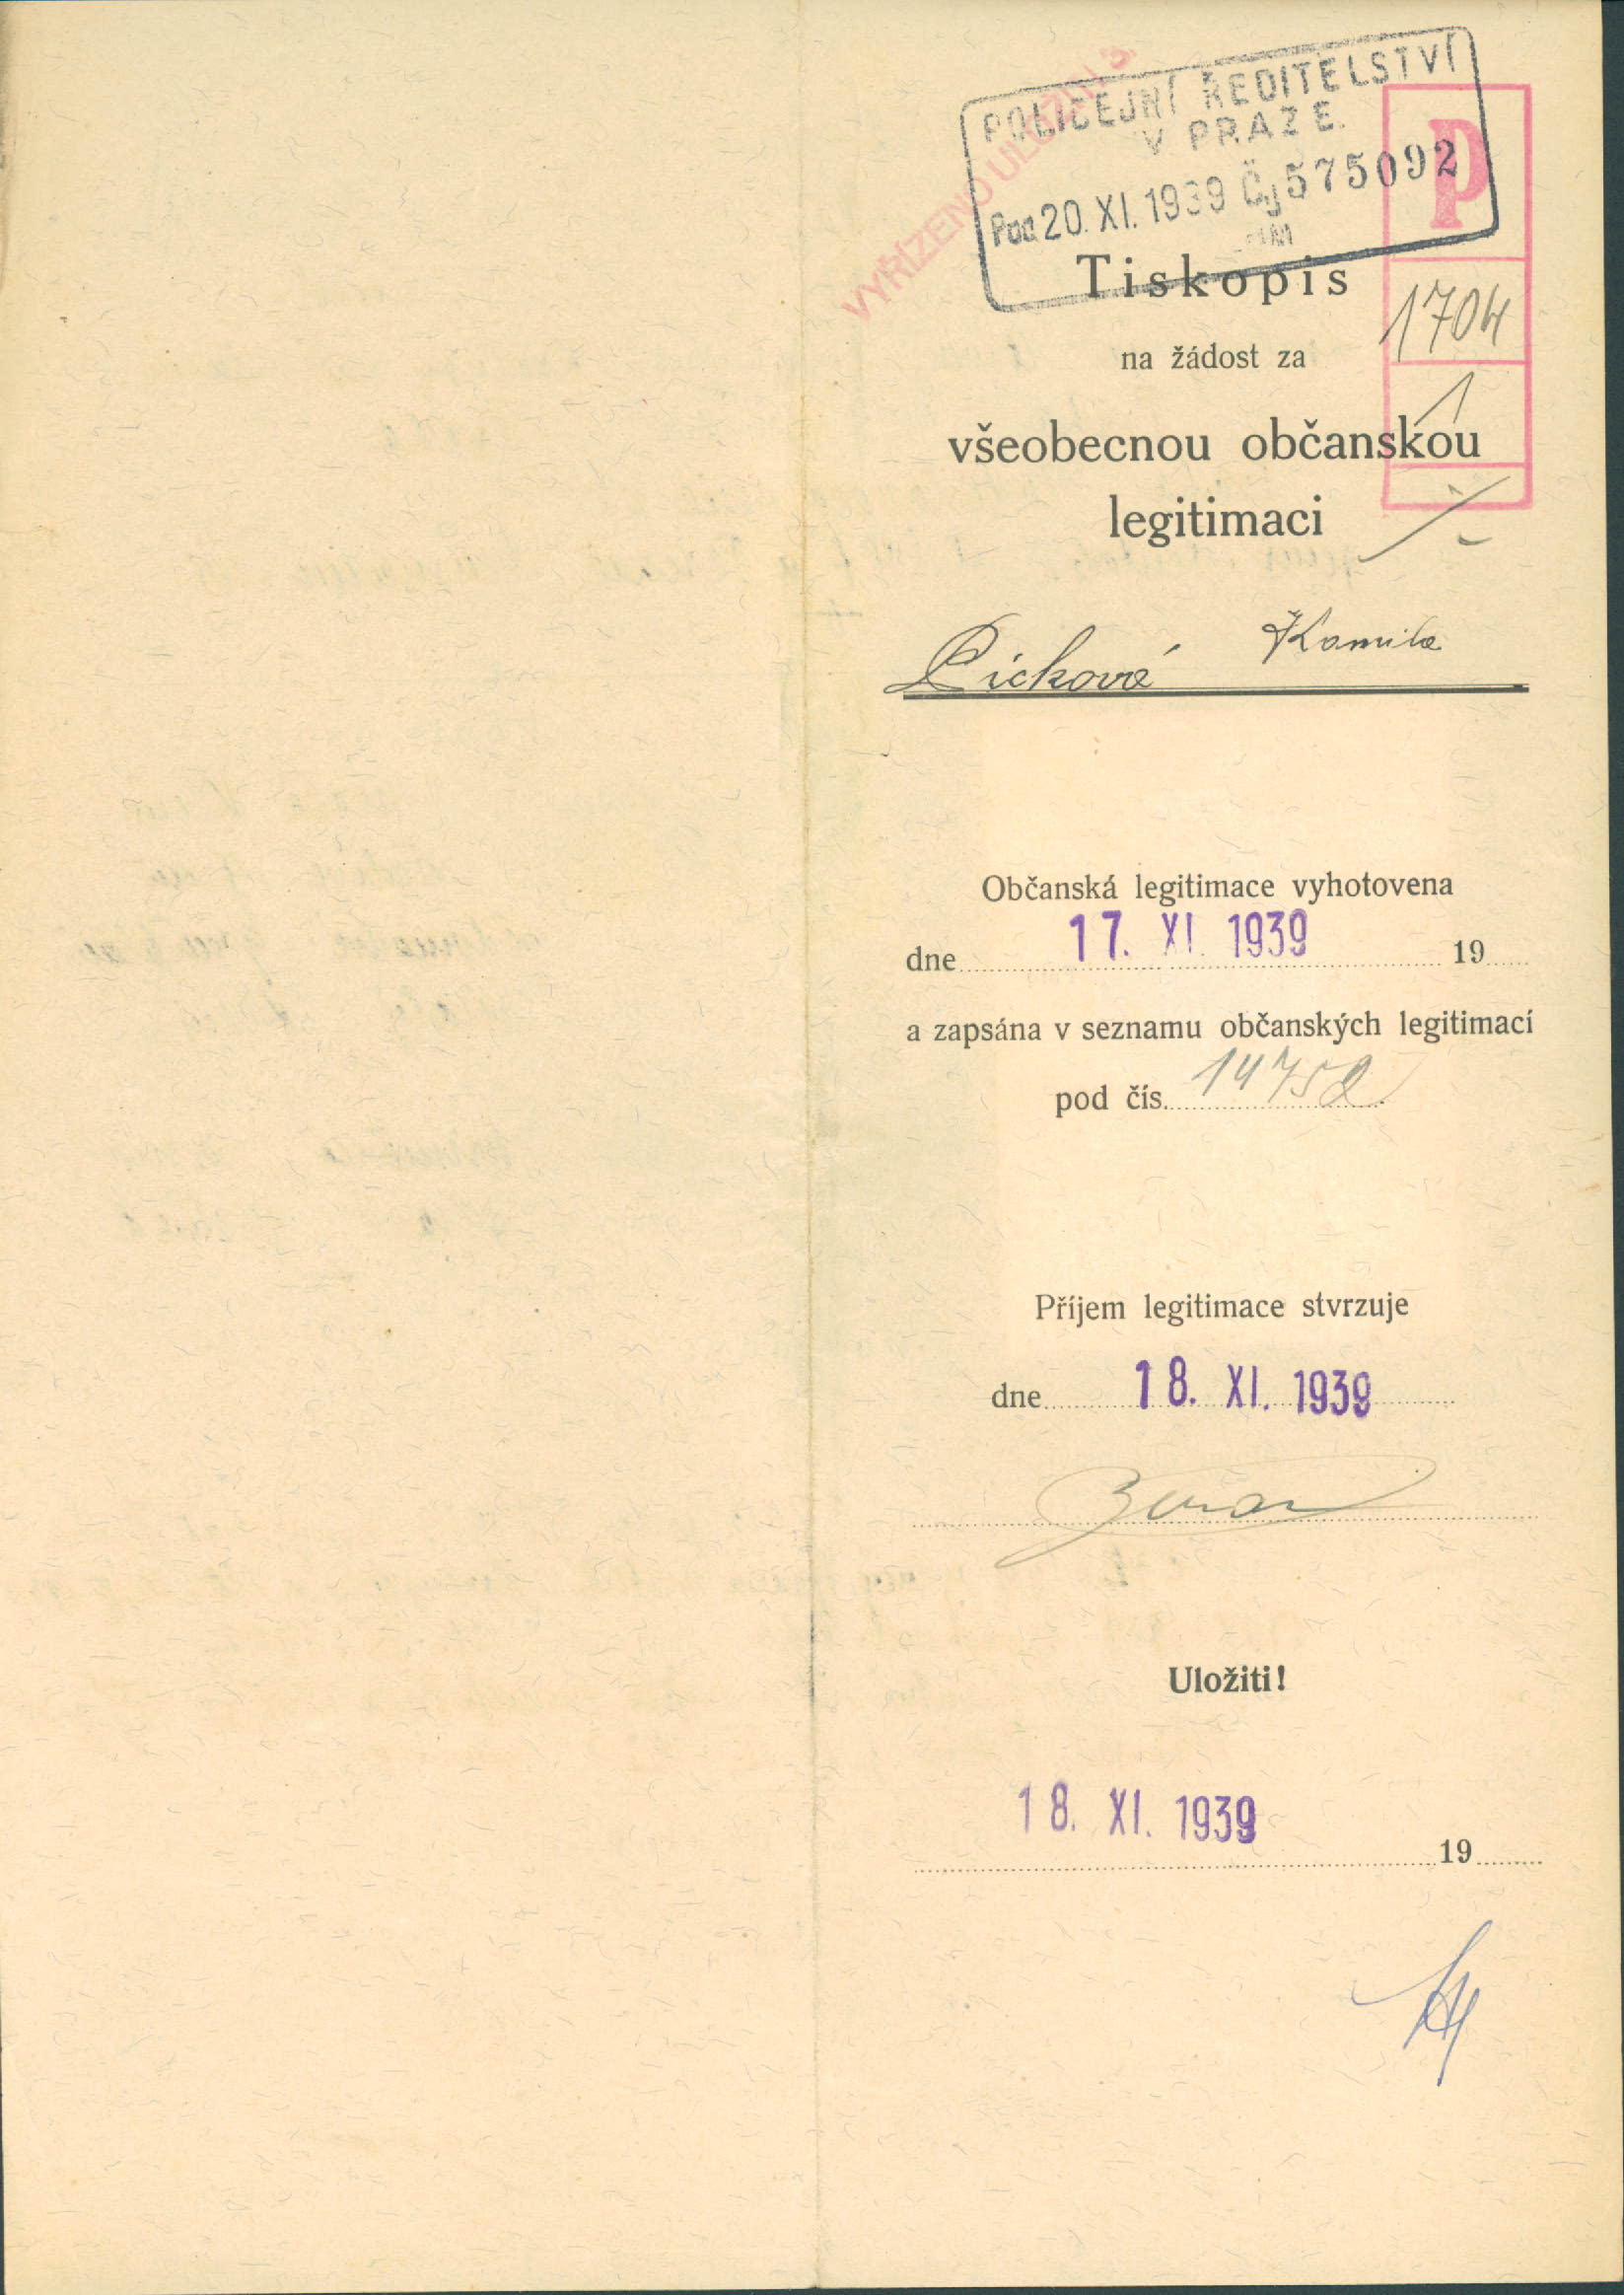 VYŘÍZENO ULOŽITI
POLICEJNÍ ŘEDITELSTVÍ
V PRAZE.
Pod 20. XI. 1939 Čj 575092
P
Tiskopis
1704
na žádost za
1
všeobecnou občanskou
legitimaci
Kamila
Picková
Občanská legitimace vyhotovena
dne 17. XI. 1939 19
a zapsána v seznamu občanských legitimací
pod čís. 14752
Příjem legitimace stvrzuje
dne 18. XI. 1939
Uložiti!
18. XI. 1939 19